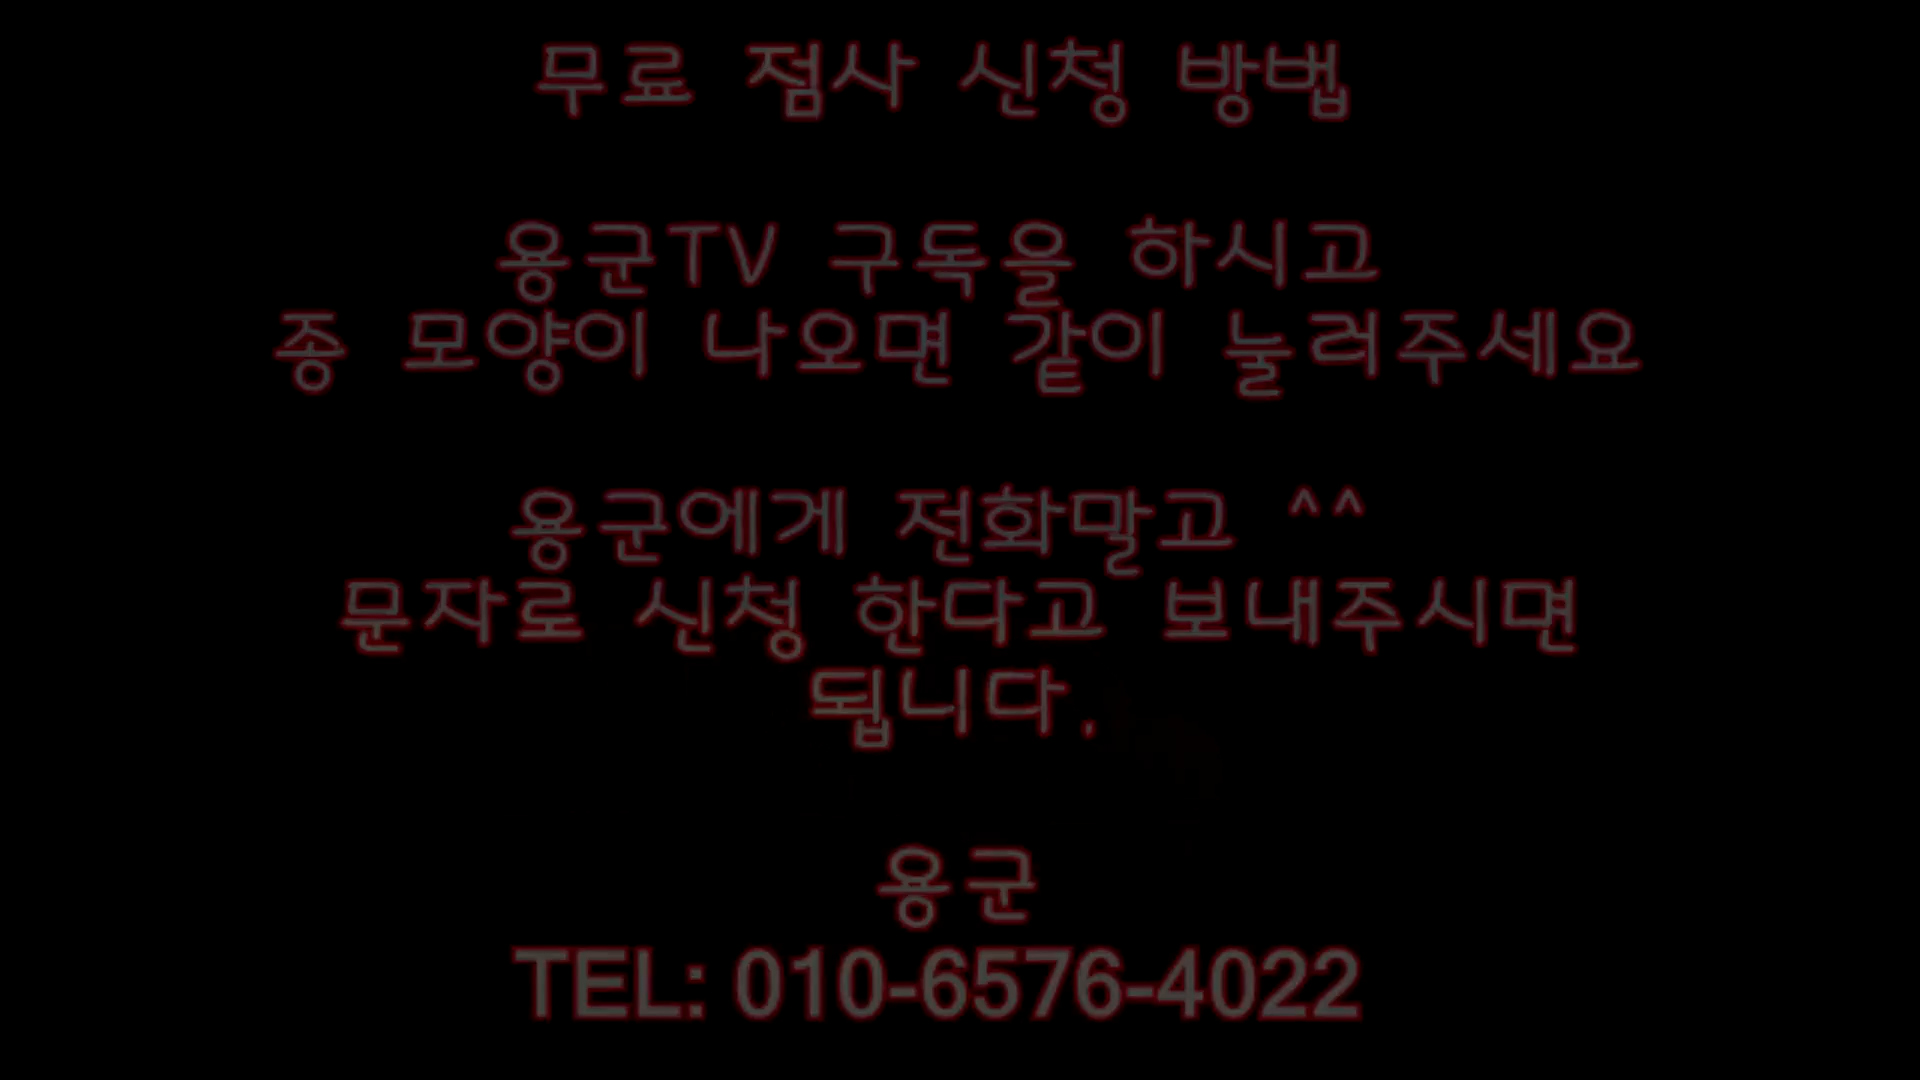 무료 점사 신청 방법
용군TV 구독을 하시고
종 모양이 나오면 같이 눌러주세요
용군에게 전화말고 ^^
문자로 신청 한다고 보내주시면
됩니다.
용군
TEL: 010-6576-4022